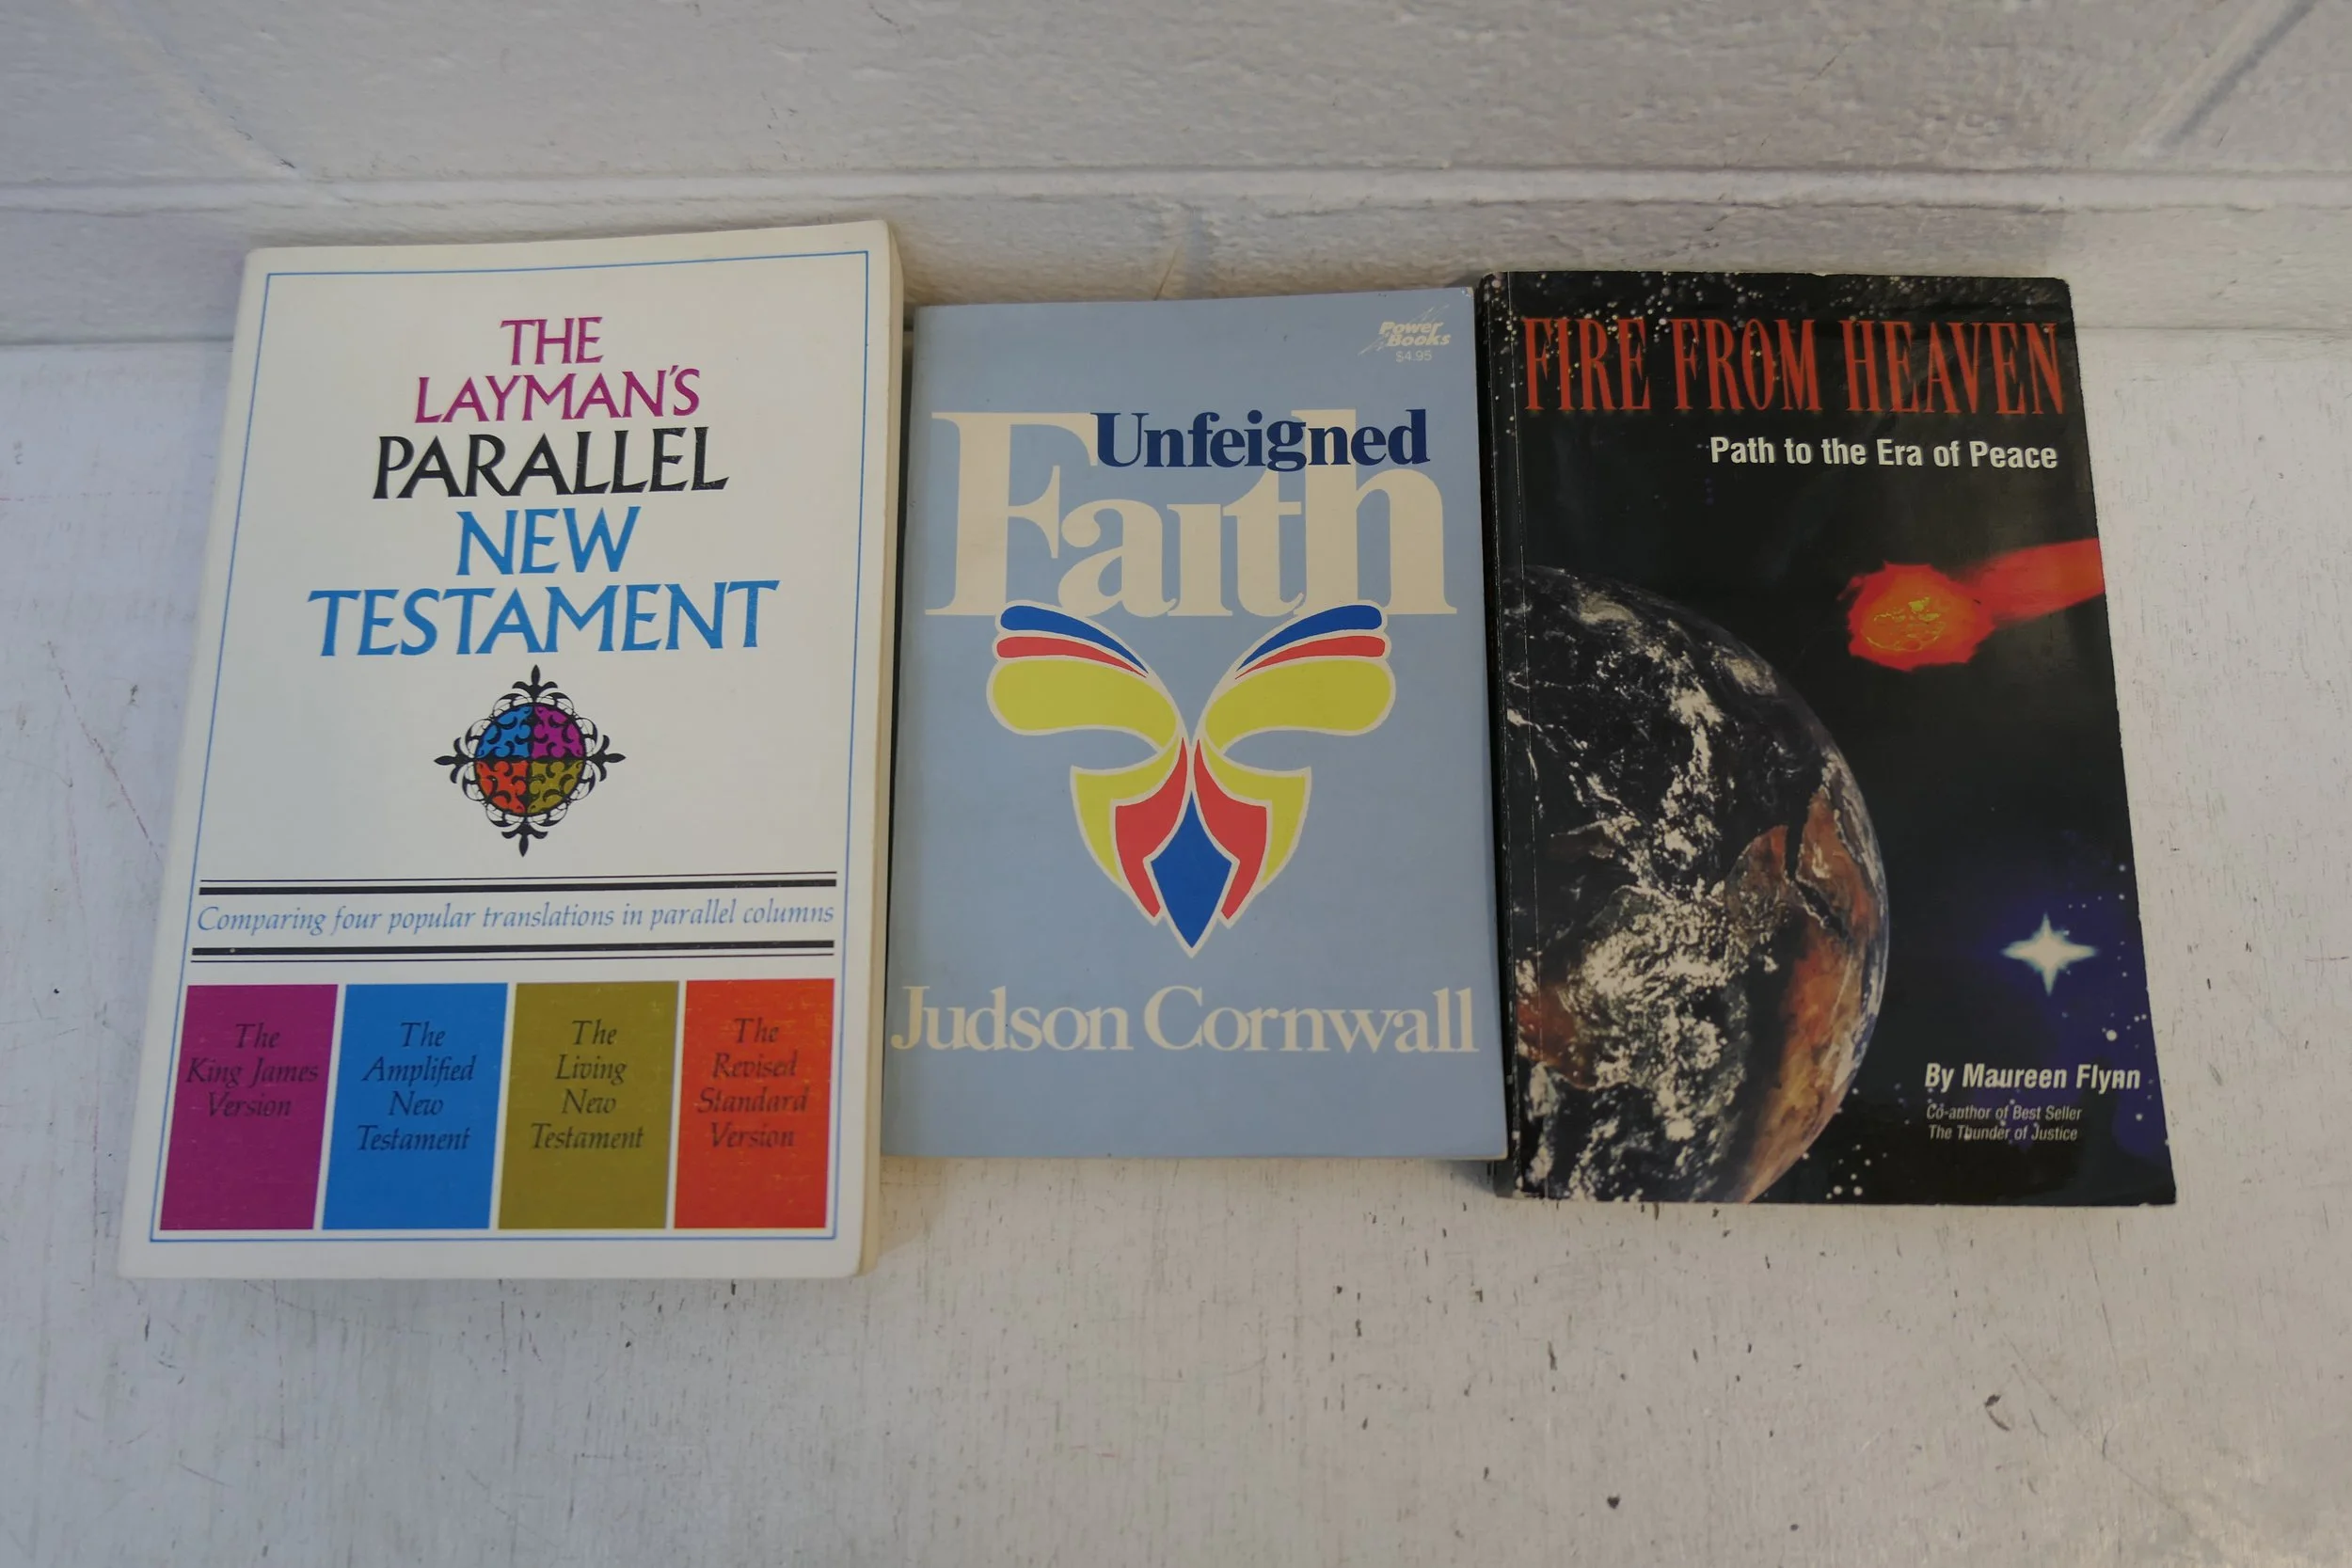 THE
LAYMAN'S
PARALLEL
NEW
TESTAMENT
Comparing four popular translations in parallel columns
The
King James
Version
The
Amplified
New
Testament
The
Living
New
Testament
The
Revised
Standard
Version
Power
Books
$4.95
Unfeigned
Faith
Judson Cornwall
FIRE FROM HEAVEN
Path to the Era of Peace
By Maureen Flynn
Co-author of Best Seller
The Thunder of Justice